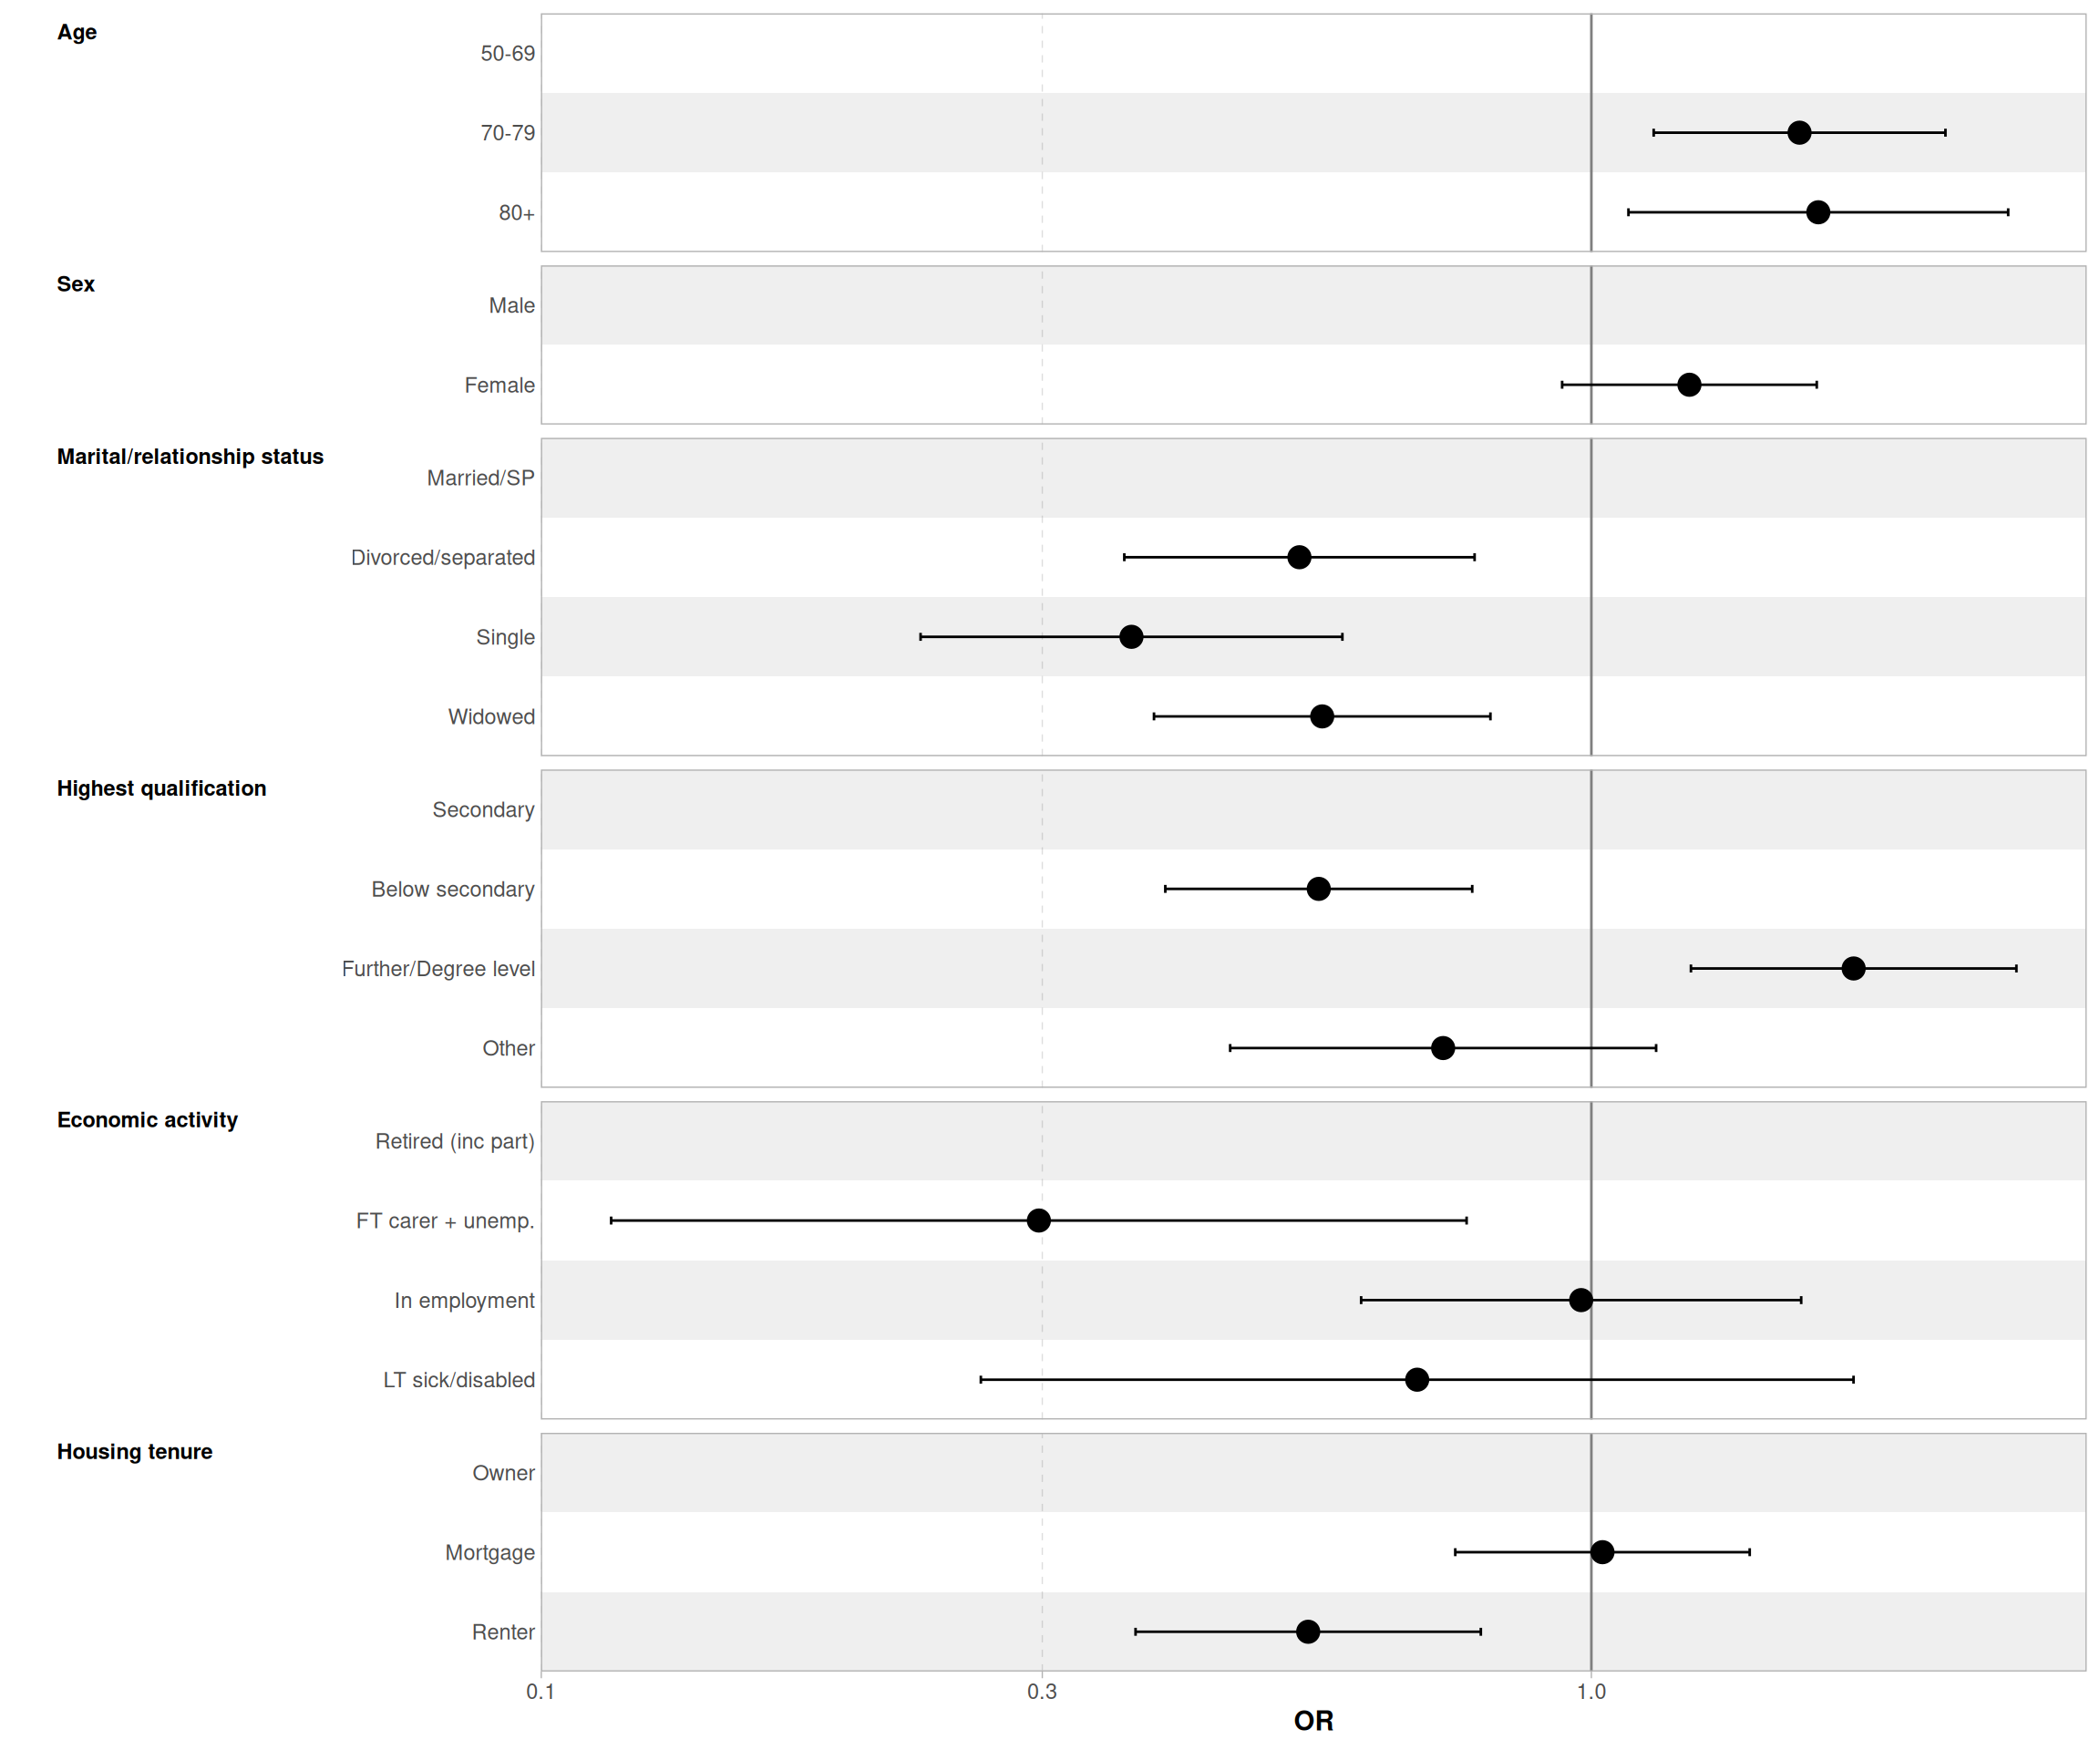 Age
50-69
70-79
80+
Sex
Male
Female
Marital/relationship status
Married/SP
Divorced/separated
Single
Widowed
Highest qualification
Secondary
Below secondary
Further/Degree level
Other
Economic activity
Retired (inc part)
FT carer + unemp.
In employment
LT sick/disabled
Housing tenure
Owner
Mortgage
Renter
0.1 0.3 1.0
OR